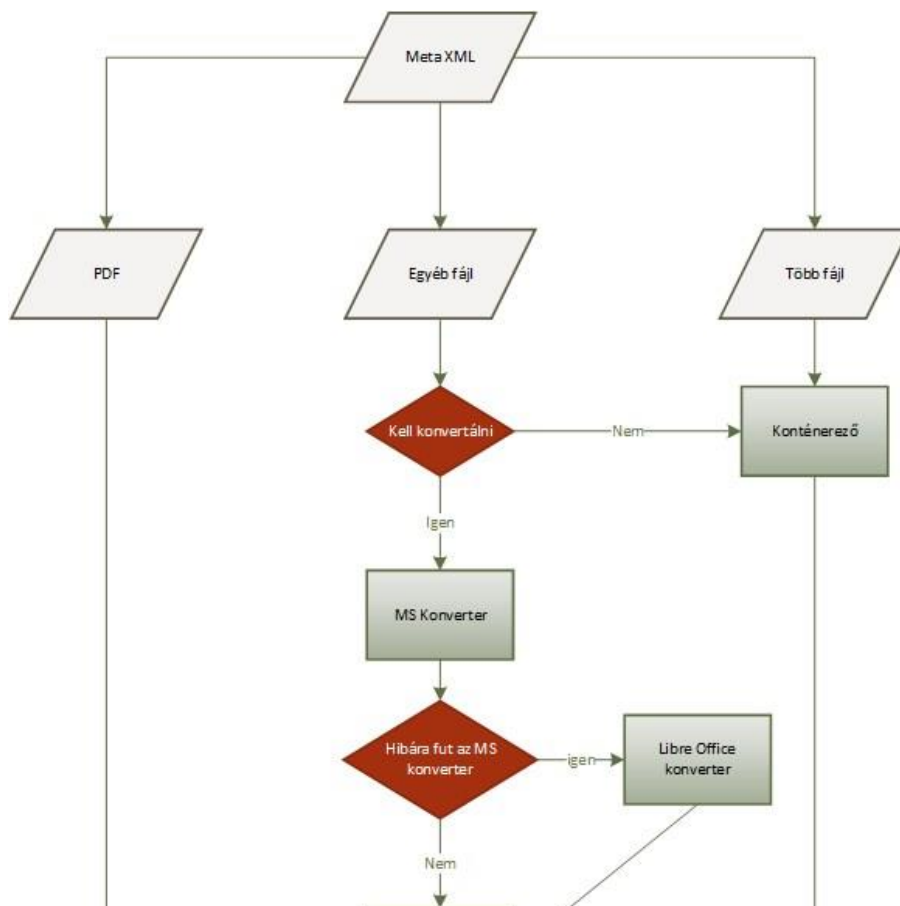 Meta XML
PDF
Egyéb fájl
Több fájl
Kell konvertálni
Nem
Konténerező
Igen
MS Konverter
Hibára fut az MS
konverter
igen
Libre Office
konverter
Nem